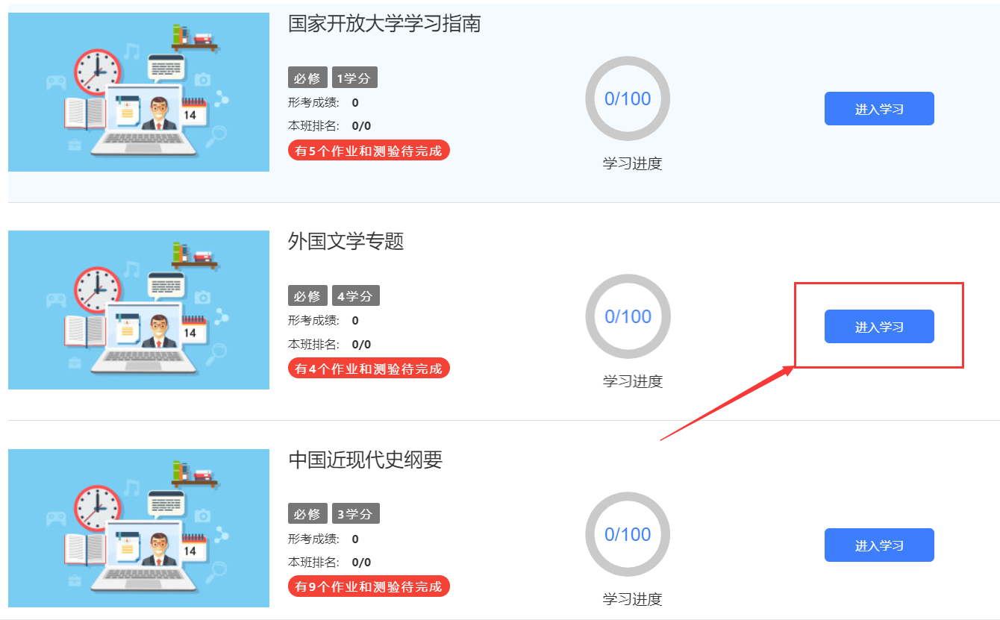 国家开放大学学习指南
必修 1学分
形考成绩: 0
本班排名: 0/0
有5个作业和测验待完成
0/100
学习进度
进入学习
14
外国文学专题
必修 4学分
形考成绩: 0
本班排名: 0/0
有4个作业和测验待完成
0/100
学习进度
进入学习
14
中国近现代史纲要
必修 3学分
形考成绩: 0
本班排名: 0/0
有9个作业和测验待完成
0/100
学习进度
进入学习
14